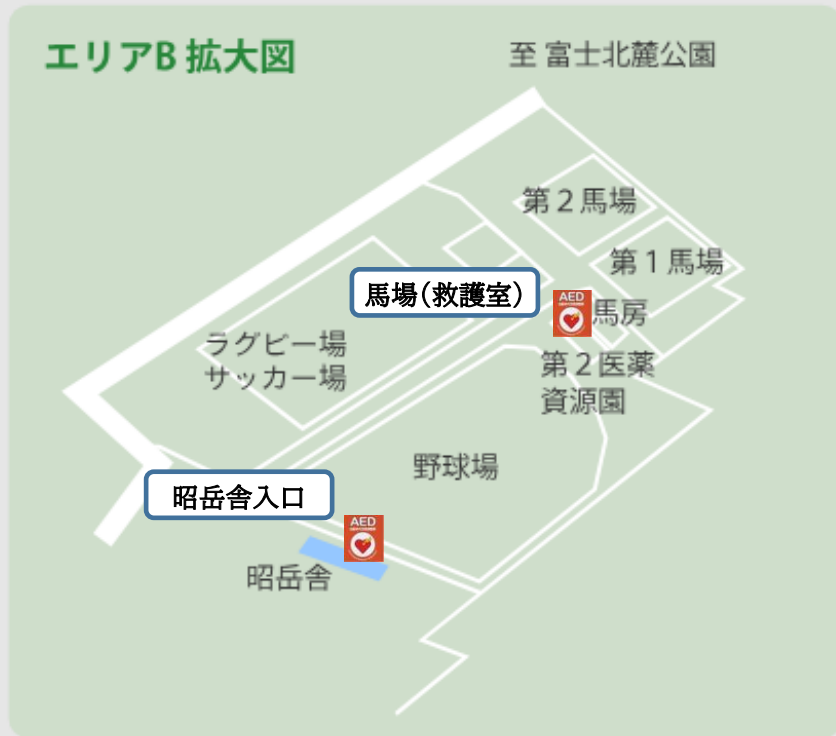 エリアB 拡大図
至 富士北麓公園
第2馬場
第1馬場
馬場（救護室）
AED
馬房
ラグビー場
サッカー場
第2医薬
資源園
野球場
昭岳舎入口
AED
昭岳舎